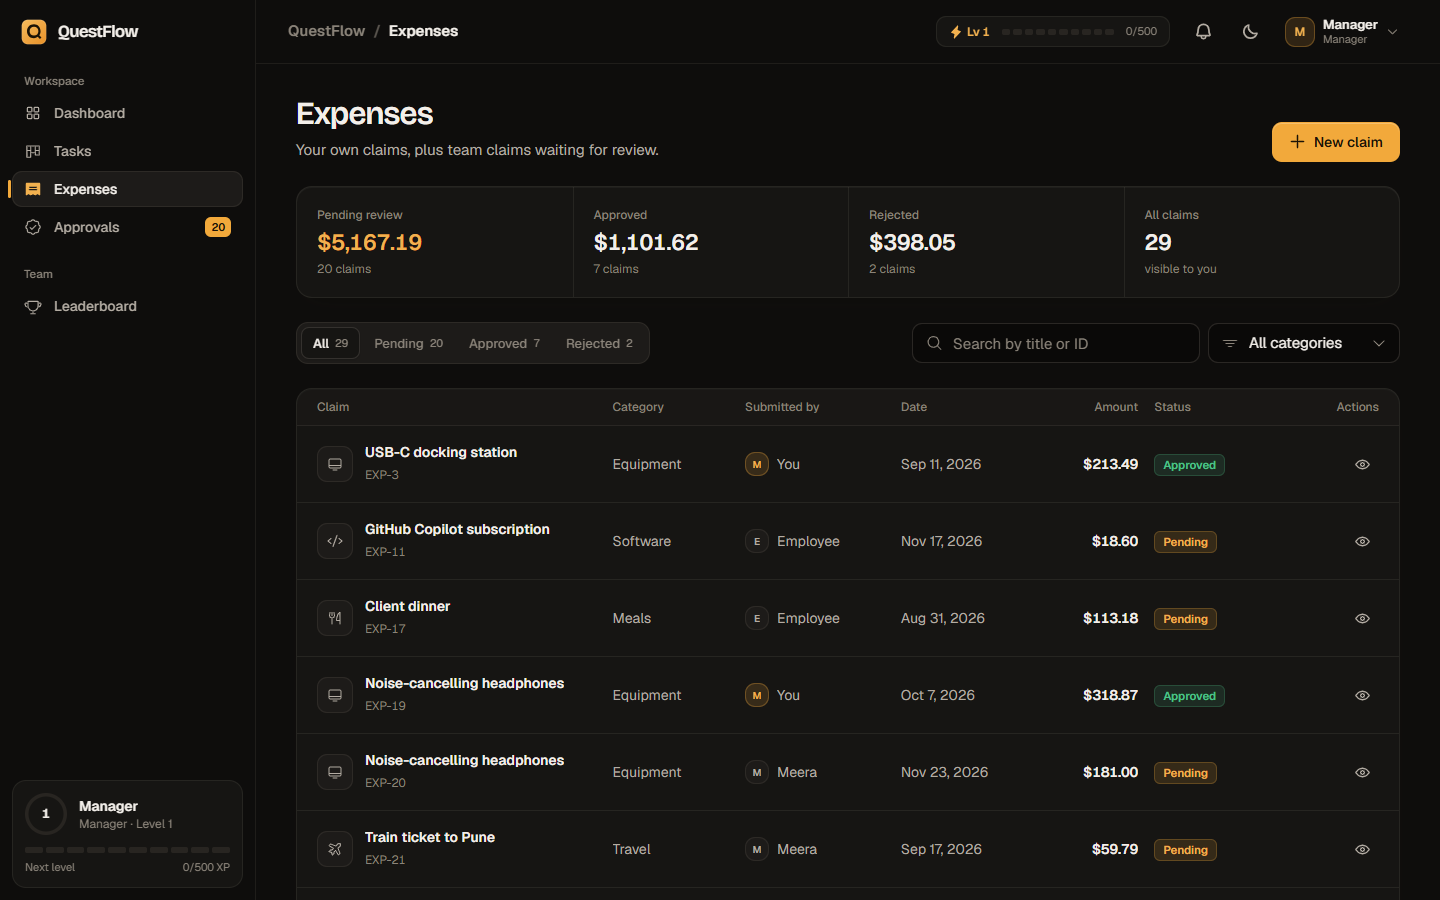 QuestFlow
Workspace
Dashboard
Tasks
Expenses
Approvals 20
Team
Leaderboard
1 Manager
Manager · Level 1
Next level 0/500 XP
QuestFlow / Expenses
Lv 1 0/500
M Manager
Manager
Expenses
Your own claims, plus team claims waiting for review.
New claim
Pending review
$5,167.19
20 claims
Approved
$1,101.62
7 claims
Rejected
$398.05
2 claims
All claims
29
visible to you
All 29 Pending 20 Approved 7 Rejected 2
Search by title or ID
All categories
Claim Category Submitted by Date Amount Status Actions
USB-C docking station
EXP-3
Equipment M You Sep 11, 2026 $213.49 Approved
GitHub Copilot subscription
EXP-11
Software E Employee Nov 17, 2026 $18.60 Pending
Client dinner
EXP-17
Meals E Employee Aug 31, 2026 $113.18 Pending
Noise-cancelling headphones
EXP-19
Equipment M You Oct 7, 2026 $318.87 Approved
Noise-cancelling headphones
EXP-20
Equipment M Meera Nov 23, 2026 $181.00 Pending
Train ticket to Pune
EXP-21
Travel M Meera Sep 17, 2026 $59.79 Pending